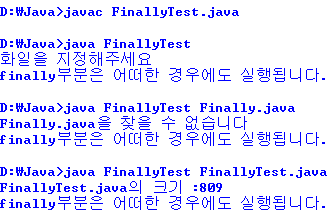 D:\Java>javac FinallyTest.java
D:\Java>java FinallyTest
화일을 지정해주세요
finally부분은 어떠한 경우에도 실행됩니다.
D:\Java>java FinallyTest Finally.java
Finally.java을 찾을 수 없습니다
finally부분은 어떠한 경우에도 실행됩니다.
D:\Java>java FinallyTest FinallyTest.java
FinallyTest.java의 크기 :809
finally부분은 어떠한 경우에도 실행됩니다.